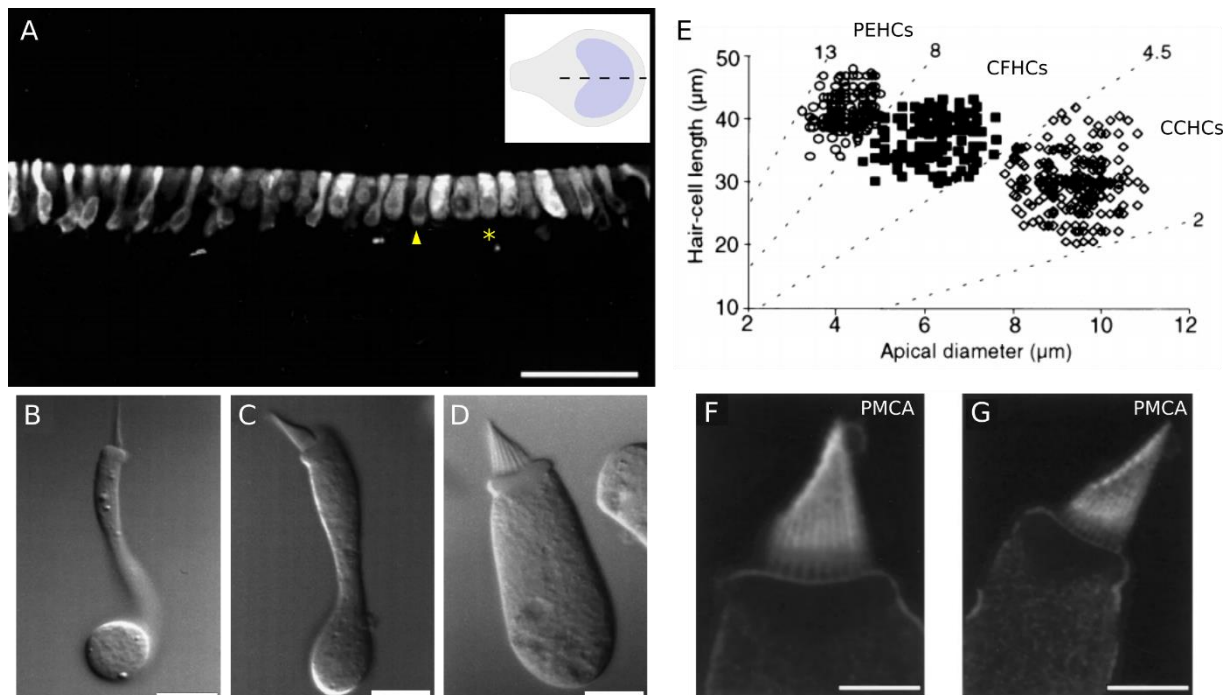 A
*
E
PEHCs
CFHCs
CCHCs
13
8
4.5
2
50
40
30
20
10
Hair-cell length (µm)
2
4
6
8
10
12
Apical diameter (µm)
B
C
D
F
PMCA
G
PMCA